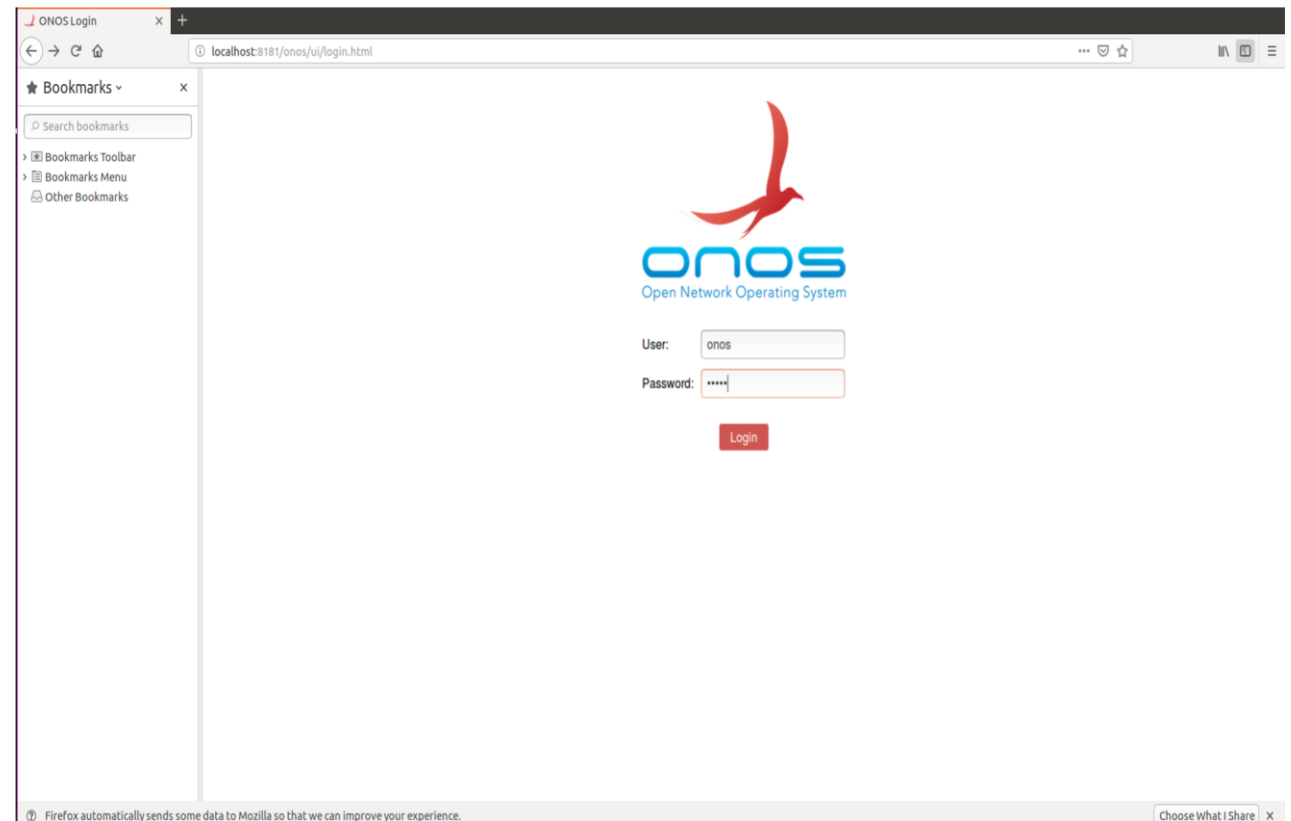 ONOS Login
localhost:8181/onos/ui/login.html
Bookmarks
Search bookmarks
Bookmarks Toolbar
Bookmarks Menu
Other Bookmarks
onos
Open Network Operating System
User: onos
Password: •••••
Login
Firefox automatically sends some data to Mozilla so that we can improve your experience. Choose What I Share